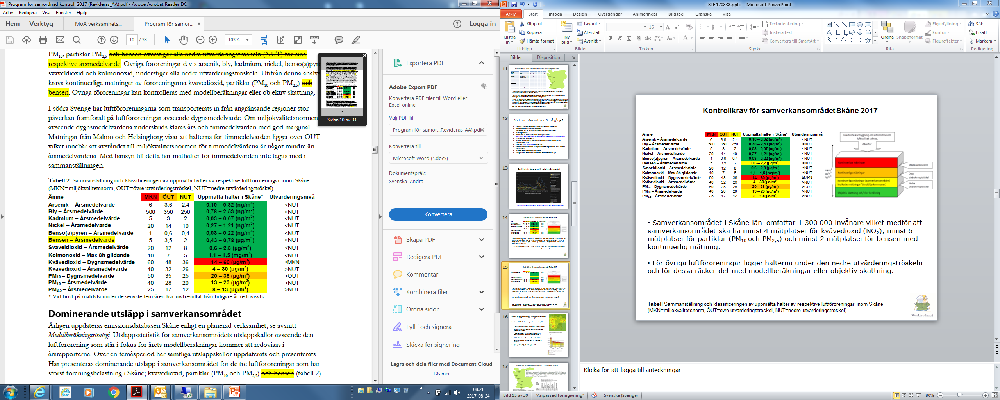 Program för samordnad kontroll 2017 (Revideras_AA).pdf - Adobe Acrobat Reader DC
Arkiv Redigera Visa Fönster Hjälp
Hem Verktyg MoA verksamhets... Program för samor... × Logga in
10 / 33 103%
PM10, partiklar PM2,5 och bensen överstiger alla nedre utvärderingströskeln (NUT) för sina
respektive årsmedelvärde. Övriga föroreningar d v s arsenik, bly, kadmium, nickel, benso(a)pyre
svaveldioxid och kolmonoxid, understiger alla nedre utvärderingströskeln. Utifrån denna analys
krävs kontinuerliga mätningar av föroreningarna kvävedioxid, partiklar (PM10 och PM2,5) och
bensen. Övriga föroreningar kan kontrolleras med modellberäkningar eller objektiv skattning.
I södra Sverige har luftföroreningarna som transporterats in från angränsande regioner stor
påverkan framföralt på luftföroreningar avseende dygnsmedelvärde. Om miljökvalitetsnormen
avseende dygnsmedelvärdena underskrids klaras års och timmedelvärden med god marginal.
Mätningar från Malmö och Helsingborg visar att halterna för timmedelvärden ligger över ÖUT
vilket innebär att avståndet till miljökvalitetsnormen för timmedelvärdena är något mindre än
årsmedelvärdena. Med hänsyn till detta har mäthalter för timmedelvärden inte tagits med i
sammanställningen.
Tabell 2. Sammanställning och klassificeringen av uppmätta halter av respektive luftföroreningar inom Skåne.
(MKN=miljökvalitetsnorm, ÖUT=övre utvärderingströskel, NUT=nedre utvärderingströskel)
Ämne MKN ÖUT NUT Uppmätta halter i Skåne* Utvärderingsnivå
Arsenik – Årsmedelvärde 6 3,6 2,4 0,10 – 0,32 (ng/m³) <NUT
Bly – Årsmedelvärde 500 350 250 0,78 – 2,53 (ng/m³) <NUT
Kadmium – Årsmedelvärde 5 3 2 0,03 – 0,07 (ng/m³) <NUT
Nickel – Årsmedelvärde 20 14 10 0,27 – 1,21 (ng/m³) <NUT
Benso(a)pyren – Årsmedelvärde 1 0,6 0,4 0,03 – 0,22 (ng/m³) <NUT
Bensen – Årsmedelvärde 5 3,5 2 0,43 – 0,78 (µg/m³) <NUT
Svaveldioxid – Årsmedelvärde 20 12 8 0,6 – 2,8 (µg/m³) <NUT
Kolmonoxid – Max 8h glidande 10 7 5 1,1 – 1,5 (mg/m³) <NUT
Kvävedioxid – Dygnsmedelvärde 60 48 36 14 – 60 (µg/m³) ≥MKN
Kvävedioxid – Årsmedelvärde 40 32 26 4 – 30 (µg/m³) >NUT
PM10 – Dygnsmedelvärde 50 35 25 20 – 38 (µg/m³) >ÖUT
PM10 – Årsmedelvärde 40 28 20 13 – 23 (µg/m³) >NUT
PM2.5 – Årsmedelvärde 25 17 12 8 – 13 (µg/m³) >NUT
* Vid brist på mätdata under de senaste fem åren har mätresultat från tidigare år redovisats.
Dominerande utsläpp i samverkansområdet
Årligen uppdateras emissionsdatabasen Skåne enligt en planerad verksamhet, se avsnitt
Modellberäkningsstrategi. Utsläppsstatistik för samverkansområdets utsläppskällor avseende den
luftförorening som står i fokus för årets modellberäkningar kommer att redovisas i
årsrapporterna. Över en femårsperiod har samtliga utsläppskällor uppdaterats och presenterats.
Här presenteras dominerande utsläpp i samverkansområdet för de tre luftföroreningar som har
störst föreningsbelastning i Skåne; kvävedioxid, partiklar (PM10 och PM2,5) och bensen (tabell 2).
Sidan 10 av 33
Exportera PDF
Adobe Export PDF
Konvertera PDF-filer till Word eller
Excel online
Välj PDF-fil
Program för samor...Revideras_AA).pdf
Konvertera till
Microsoft Word (*.docx)
Dokumentspråk:
Svenska Ändra
Konvertera
Skapa PDF
Redigera PDF
Kommentar
Kombinera filer
Ordna sidor
Fyll i och signera
Skicka för signering
Lagra och dela filer med Document Cloud
Läs mer
08:21
2017-08-24
SLF 170838.pptx - Microsoft PowerPoint
Arkiv Start Infoga Design Övergångar Animeringar Bildspel Granska Visa
Klistra in Klipp ut Kopiera Hämta format Urklipp
Ny bild Layout Återställ Avsnitt Bilder
16 F K U S abc AV Aa A Tecken
Textorientering Justera text Konvertera till SmartArt Stycke
Ordna Snabbformat Figurfyllning Kontur Figureffekter Rita
Sök Ersätt Markera Redigering
Bilder Disposition
11
12
Vad har hänt och vad är på gång ?
13
14
15
16
17
Kontrollkrav för samverkansområdet Skåne 2017
Ämne MKN ÖUT NUT Uppmätta halter i Skåne* Utvärderingsnivå
Arsenik – Årsmedelvärde 6 3,6 2,4 0,10 – 0,32 (ng/m³) <NUT
Bly – Årsmedelvärde 500 350 250 0,78 – 2,53 (ng/m³) <NUT
Kadmium – Årsmedelvärde 5 3 2 0,03 – 0,07 (ng/m³) <NUT
Nickel – Årsmedelvärde 20 14 10 0,27 – 1,21 (ng/m³) <NUT
Benso(a)pyren – Årsmedelvärde 1 0,6 0,4 0,03 – 0,22 (ng/m³) <NUT
Bensen – Årsmedelvärde 5 3,5 2 0,6 – 2,2 (µg/m³) >NUT
Svaveldioxid – Årsmedelvärde 20 12 8 0,6 – 2,8 (µg/m³) <NUT
Kolmonoxid – Max 8h glidande 10 7 5 1,1 – 1,5 (mg/m³) <NUT
Kvävedioxid – Dygnsmedelvärde 60 48 36 14 – 60 (µg/m³) ≥MKN
Kvävedioxid – Årsmedelvärde 40 32 26 4 – 30 (µg/m³) >NUT
PM10 – Dygnsmedelvärde 50 35 25 20 – 38 (µg/m³) >ÖUT
PM10 – Årsmedelvärde 40 28 20 13 – 23 (µg/m³) >NUT
PM2.5 – Årsmedelvärde 25 17 12 8 – 13 (µg/m³) >NUT
Inledande kartläggning om information om
luftkvalitet saknas,
därefter
Kontinuerliga mätningar
Kontinuerliga mätningar
Kontinuerliga mätningar (samverkansområden)
Indikativa mätningar* (enskilda kommuner)
Objektiv skattning och/eller beräkning
Miljökvalitetsnorm
Övre
utvärderingströskel
Nedre
utvärderingströskel
mg/m³
µg/m³
ng/m³
• Samverkansområdet i Skåne län omfattar 1 300 000 invånare vilket medför att
samverkansområdet ska ha minst 4 mätplatser för kvävedioxid (NO2), minst 6
mätplatser för partiklar (PM10 och PM2,5) och minst 2 mätplatser för bensen med
kontinuerlig mätning.
• För övriga luftföroreningar ligger halterna under den nedre utvärderingströskeln
och för dessa räcker det med modellberäkningar eller objektiv skattning.
Tabell Sammanställning och klassificeringen av uppmätta halter av respektive luftföroreningar inom Skåne.
(MKN=miljökvalitetsnorm, ÖUT=övre utvärderingströskel, NUT=nedre utvärderingströskel)
Skånes Luftvårdsförbund
Klicka för att lägga till anteckningar
Bild 15 av 30 "Anpassad formgivning" Svenska (Sverige) 80%